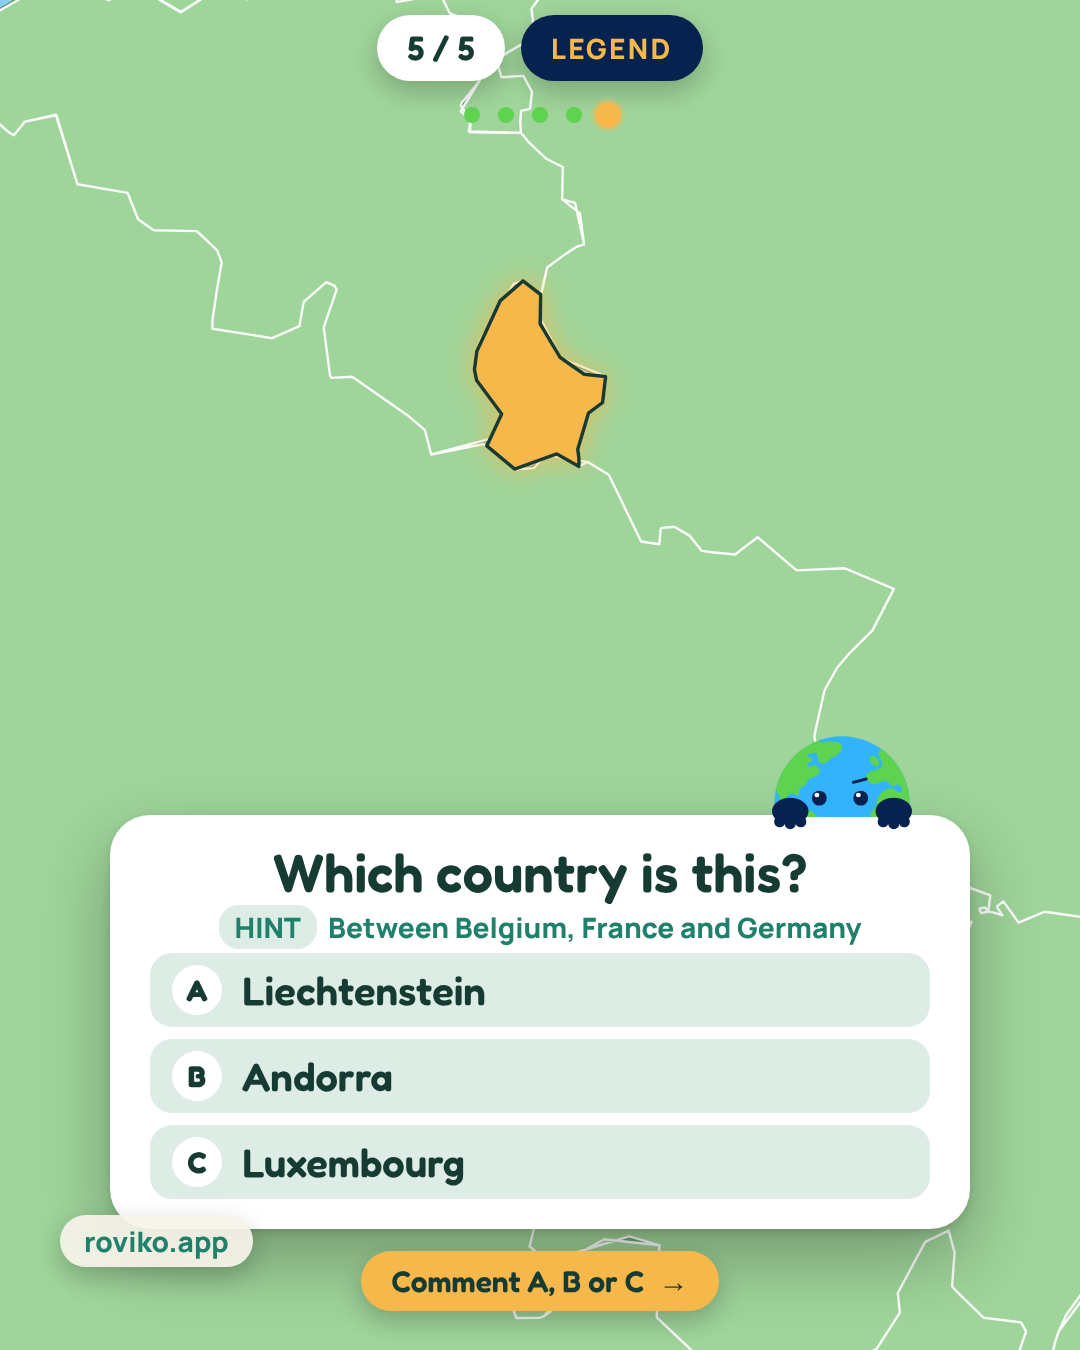 5 / 5
LEGEND
Which country is this?
HINT Between Belgium, France and Germany
A Liechtenstein
B Andorra
C Luxembourg
roviko.app
Comment A, B or C →